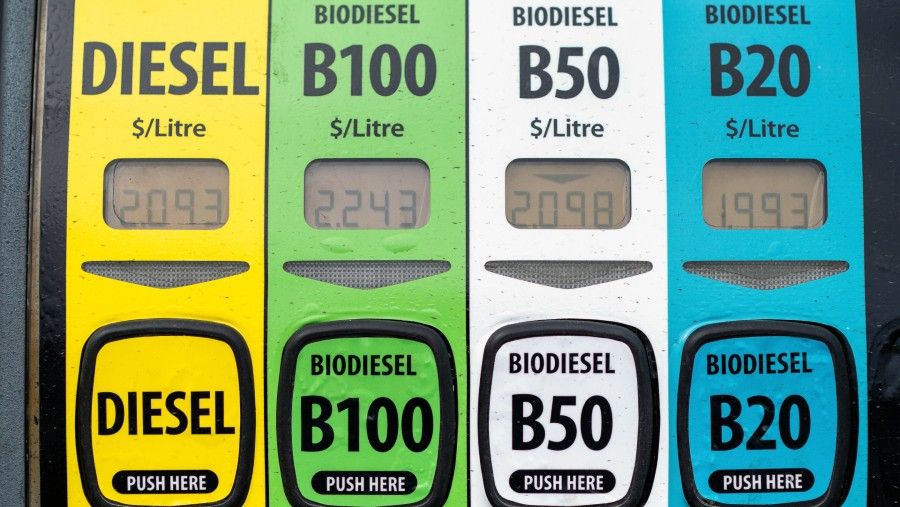 DIESEL
$/Litre
2.093
DIESEL
PUSH HERE
BIODIESEL
B100
$/Litre
2.243
BIODIESEL
B100
PUSH HERE
BIODIESEL
B50
$/Litre
2.098
BIODIESEL
B50
PUSH HERE
BIODIESEL
B20
$/Litre
1.993
BIODIESEL
B20
PUSH HERE